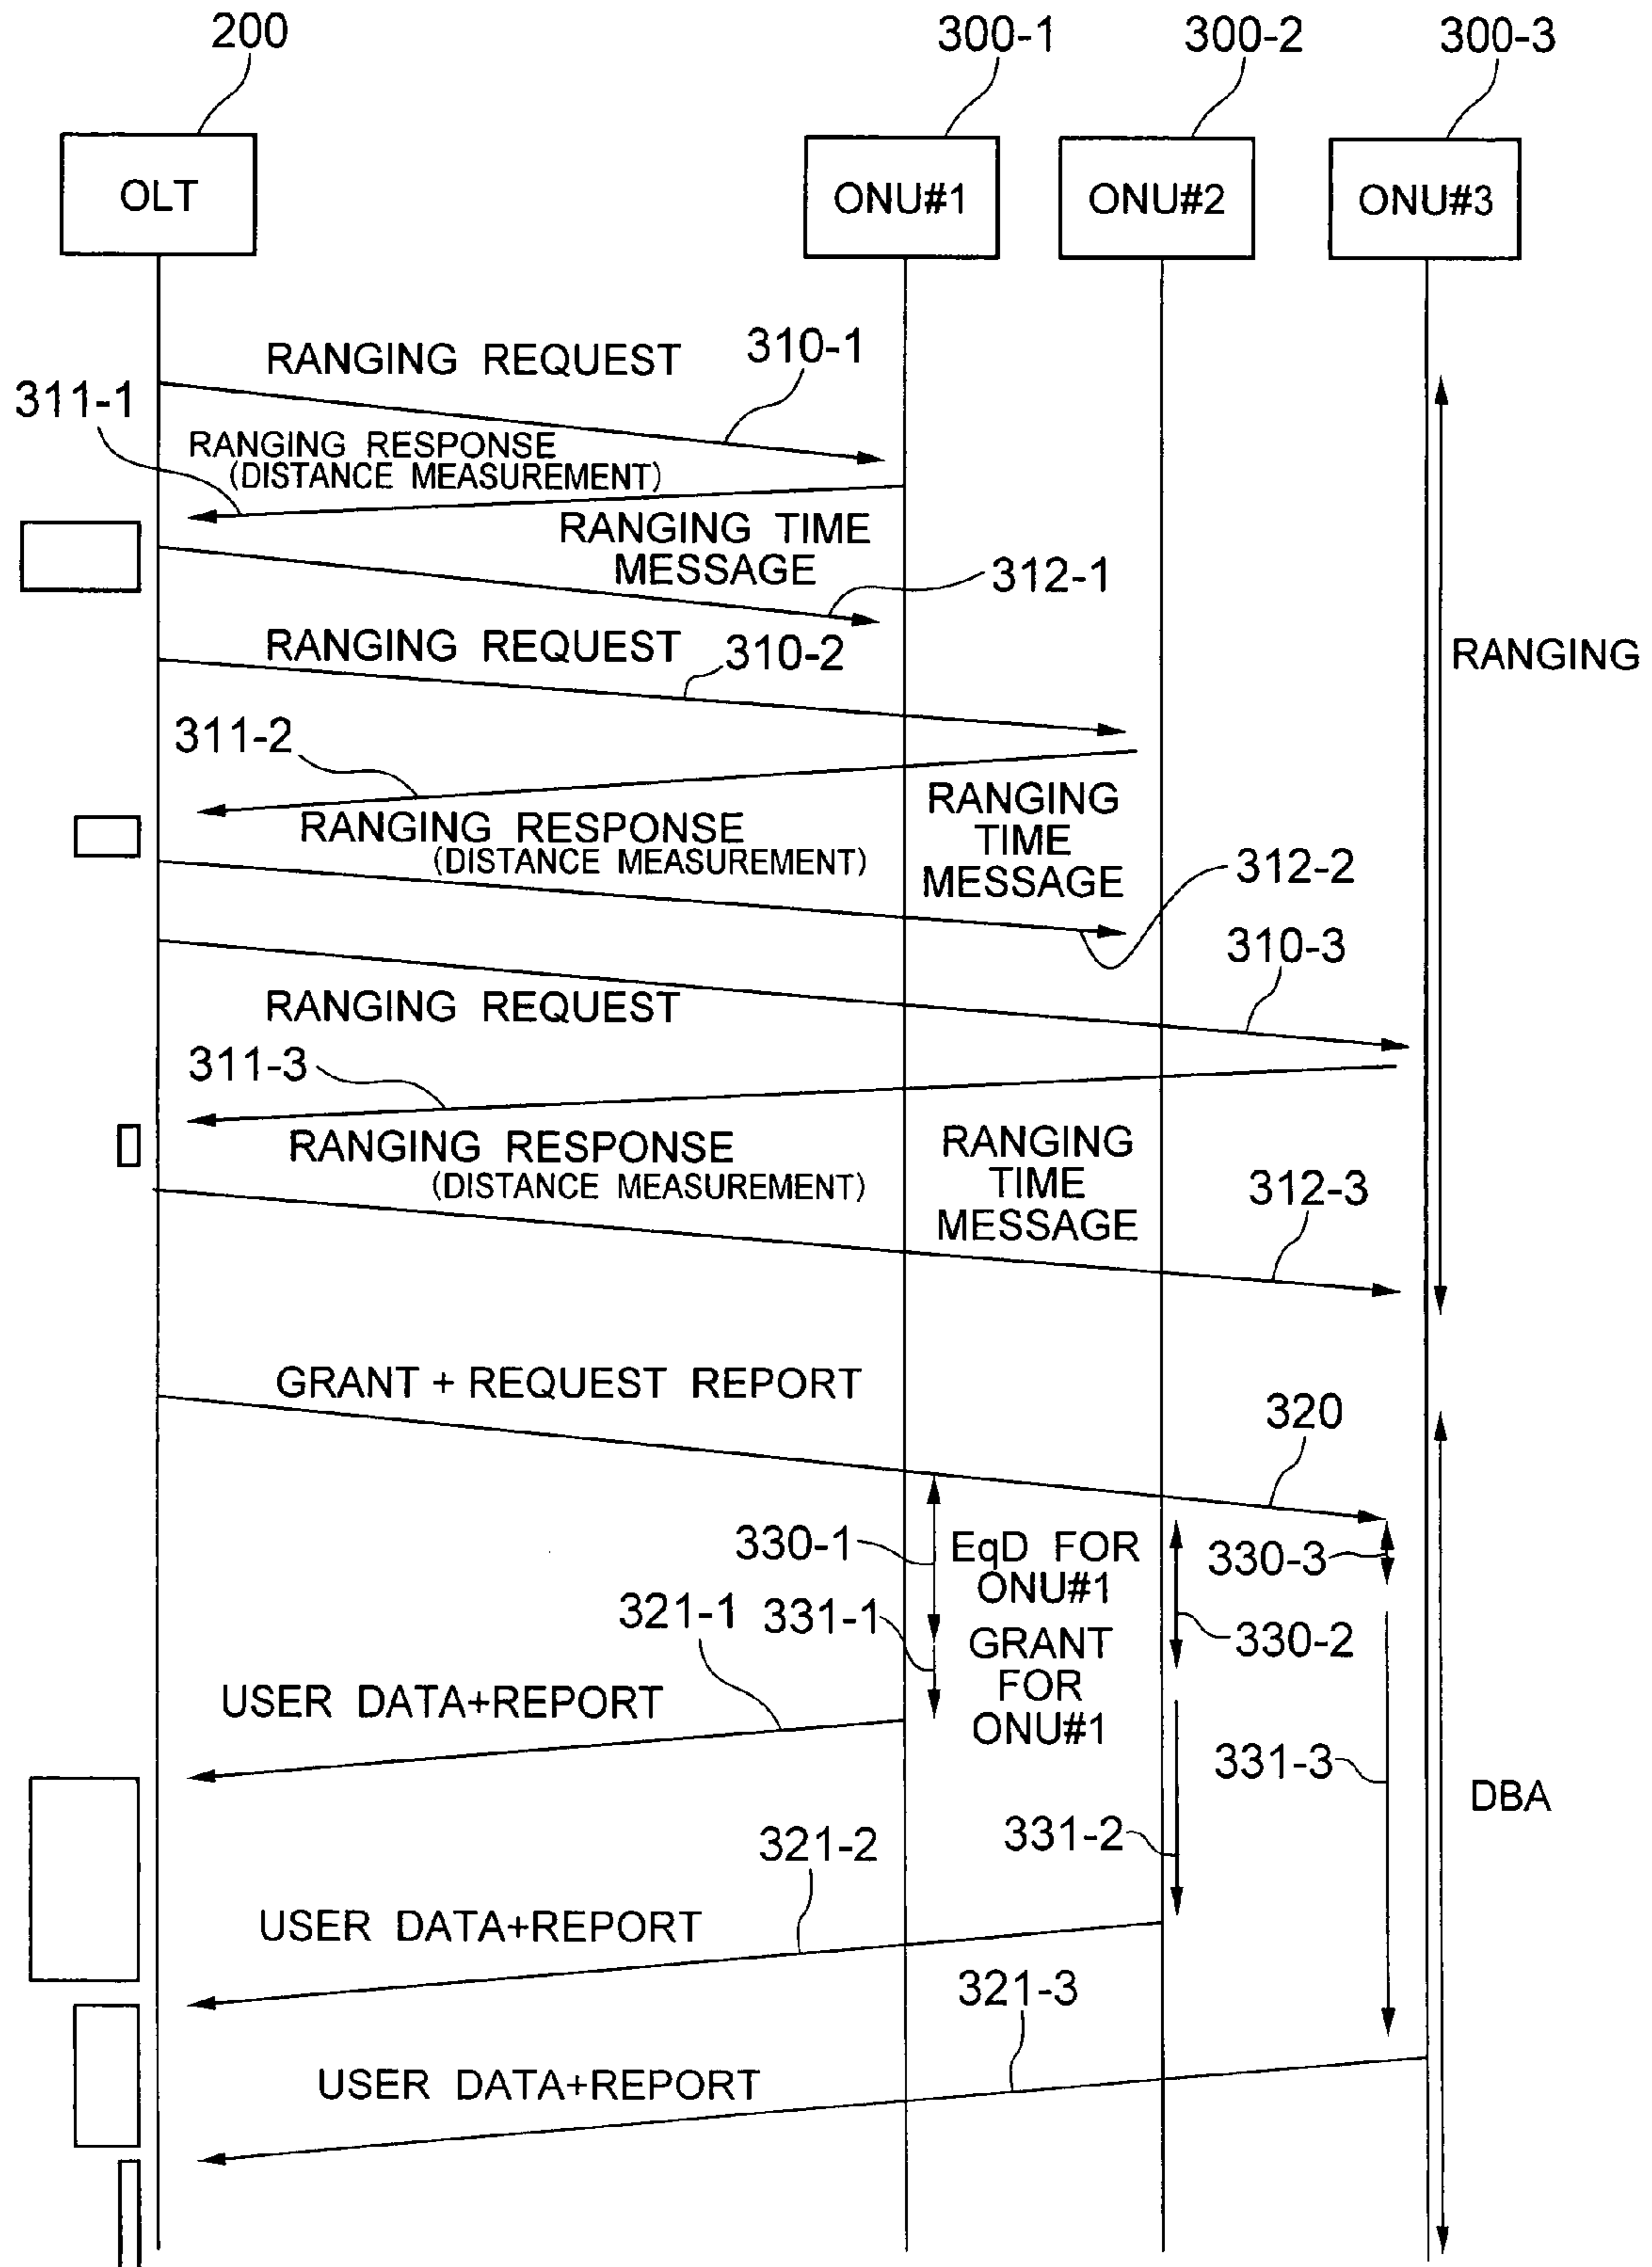 200
300-1
300-2
300-3
OLT
ONU#1
ONU#2
ONU#3
RANGING REQUEST
310-1
311-1
RANGING RESPONSE
(DISTANCE MEASUREMENT)
RANGING TIME
MESSAGE
312-1
RANGING REQUEST
310-2
RANGING
311-2
RANGING RESPONSE
(DISTANCE MEASUREMENT)
RANGING
TIME
MESSAGE
312-2
310-3
RANGING REQUEST
311-3
RANGING RESPONSE
(DISTANCE MEASUREMENT)
RANGING
TIME
MESSAGE
312-3
GRANT + REQUEST REPORT
320
330-1
EqD FOR
ONU#1
330-3
321-1
331-1
GRANT
FOR
ONU#1
330-2
USER DATA+REPORT
331-3
DBA
321-2
331-2
USER DATA+REPORT
321-3
USER DATA+REPORT